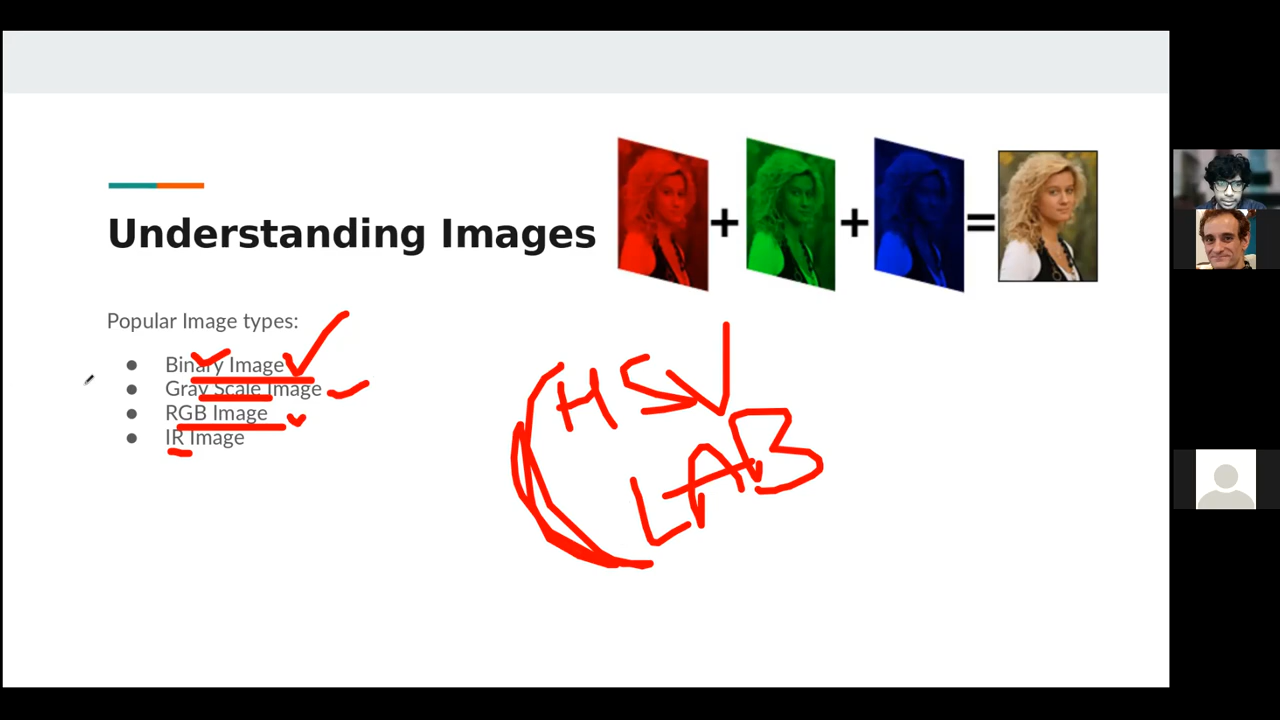 Understanding Images
+ + =
Popular Image types:
● Binary Image
● Gray Scale Image
● RGB Image
● IR Image
HSV
LAB